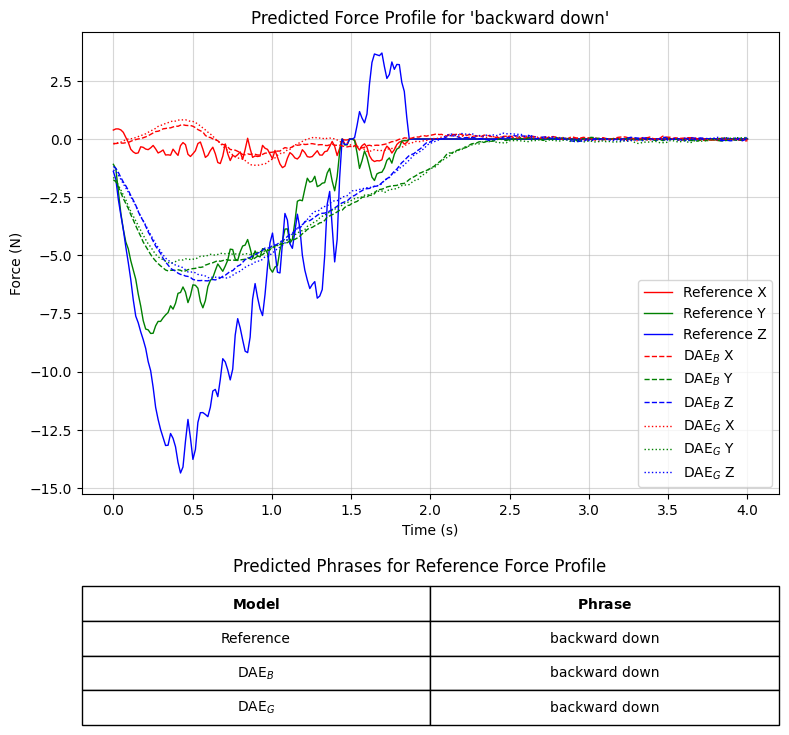 Predicted Force Profile for 'backward down'
2.5
0.0
−2.5
−5.0
−7.5
−10.0
−12.5
−15.0
Force (N)
Reference X
Reference Y
Reference Z
DAE_B X
DAE_B Y
DAE_B Z
DAE_G X
DAE_G Y
DAE_G Z
0.0 0.5 1.0 1.5 2.0 2.5 3.0 3.5 4.0
Time (s)
Predicted Phrases for Reference Force Profile
Model Phrase
Reference backward down
DAE_B backward down
DAE_G backward down